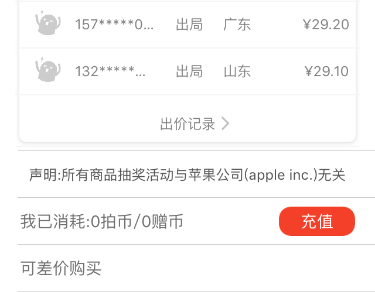 157*****0... 出局 广东 ¥29.20
132*****... 出局 山东 ¥29.10
出价记录 >
声明:所有商品抽奖活动与苹果公司(apple inc.)无关
我已消耗:0拍币/0赠币 充值
可差价购买